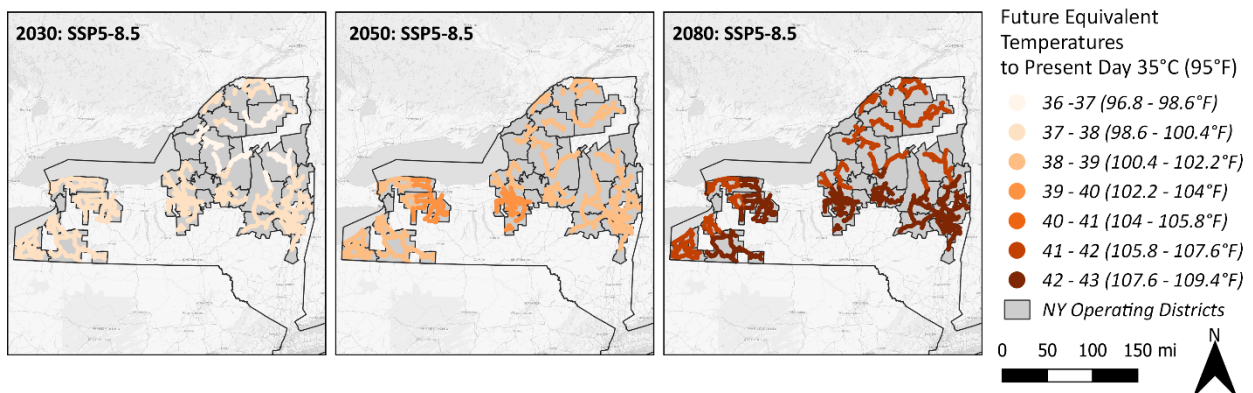 2030: SSP5-8.5
2050: SSP5-8.5
2080: SSP5-8.5
Future Equivalent
Temperatures
to Present Day 35°C (95°F)
36 -37 (96.8 - 98.6°F)
37 - 38 (98.6 - 100.4°F)
38 - 39 (100.4 - 102.2°F)
39 - 40 (102.2 - 104°F)
40 - 41 (104 - 105.8°F)
41 - 42 (105.8 - 107.6°F)
42 - 43 (107.6 - 109.4°F)
NY Operating Districts
0 50 100 150 mi
N